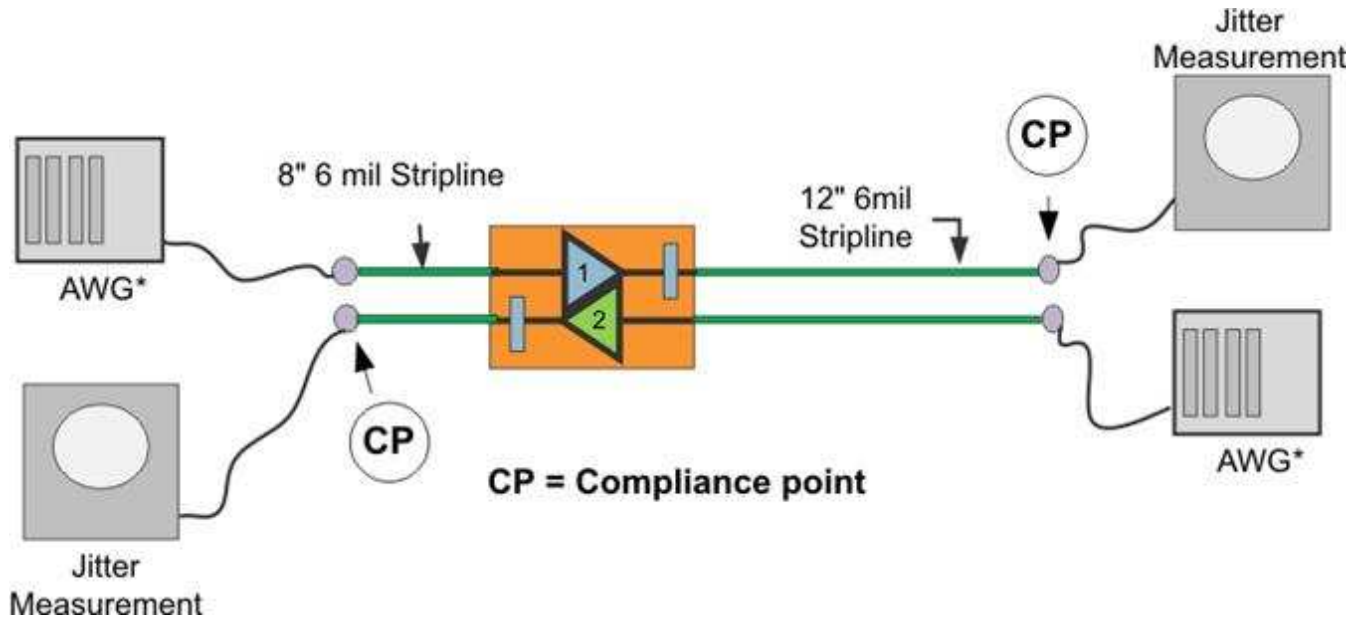 Jitter
Measurement
CP
8" 6 mil Stripline
12" 6mil
Stripline
AWG*
1
2
CP
AWG*
CP = Compliance point
Jitter
Measurement